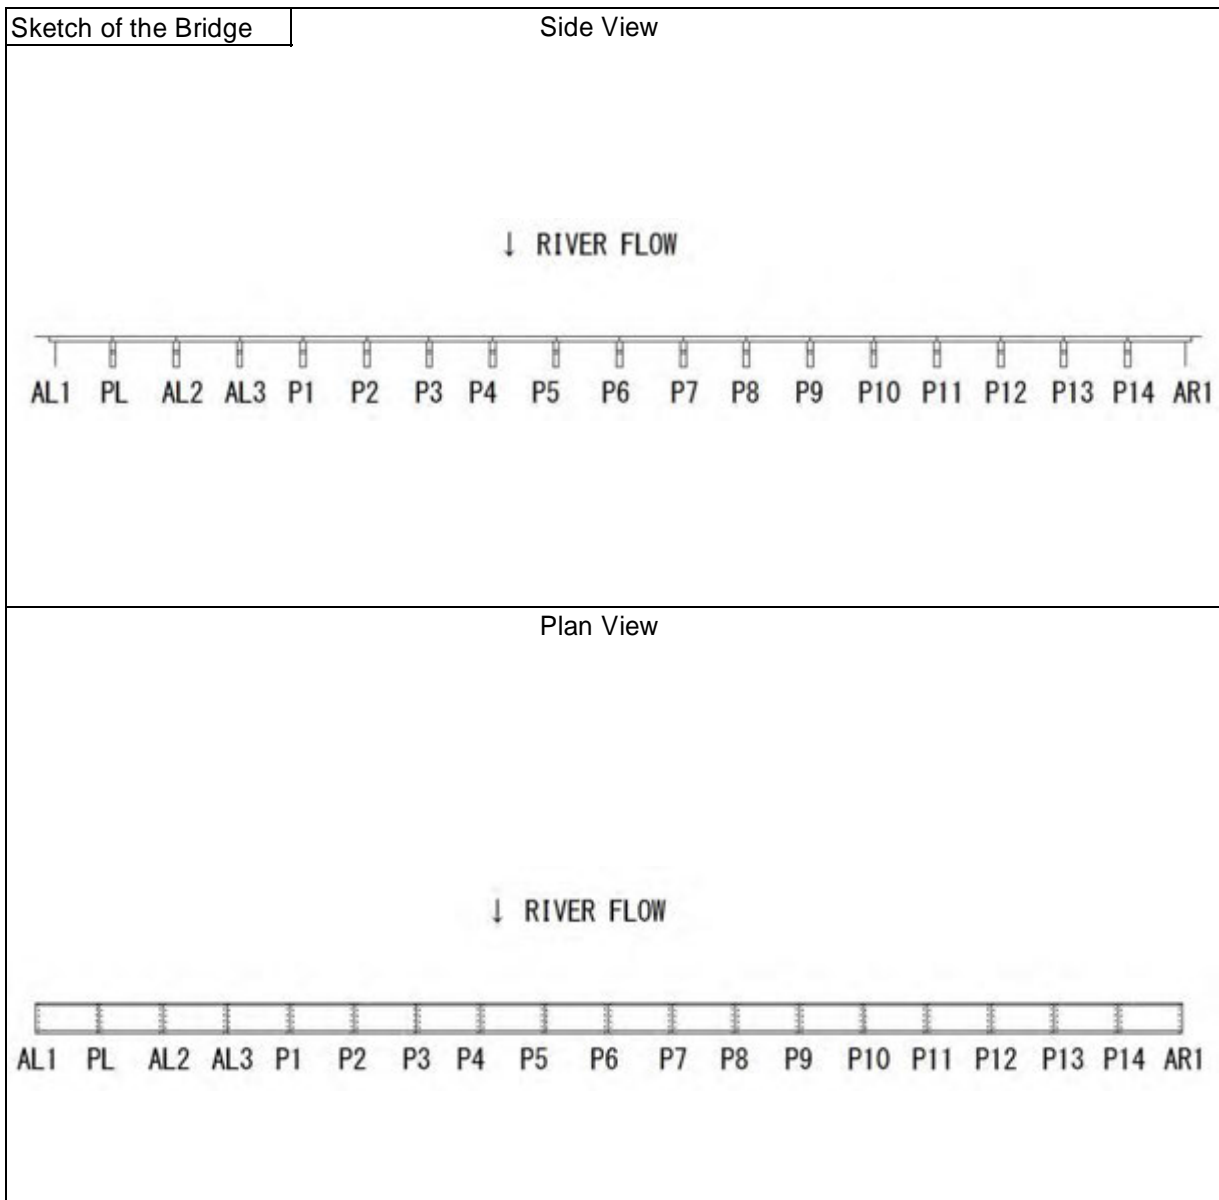 Sketch of the Bridge
Side View
↓ RIVER FLOW
AL1 PL AL2 AL3 P1 P2 P3 P4 P5 P6 P7 P8 P9 P10 P11 P12 P13 P14 AR1
Plan View
↓ RIVER FLOW
AL1 PL AL2 AL3 P1 P2 P3 P4 P5 P6 P7 P8 P9 P10 P11 P12 P13 P14 AR1